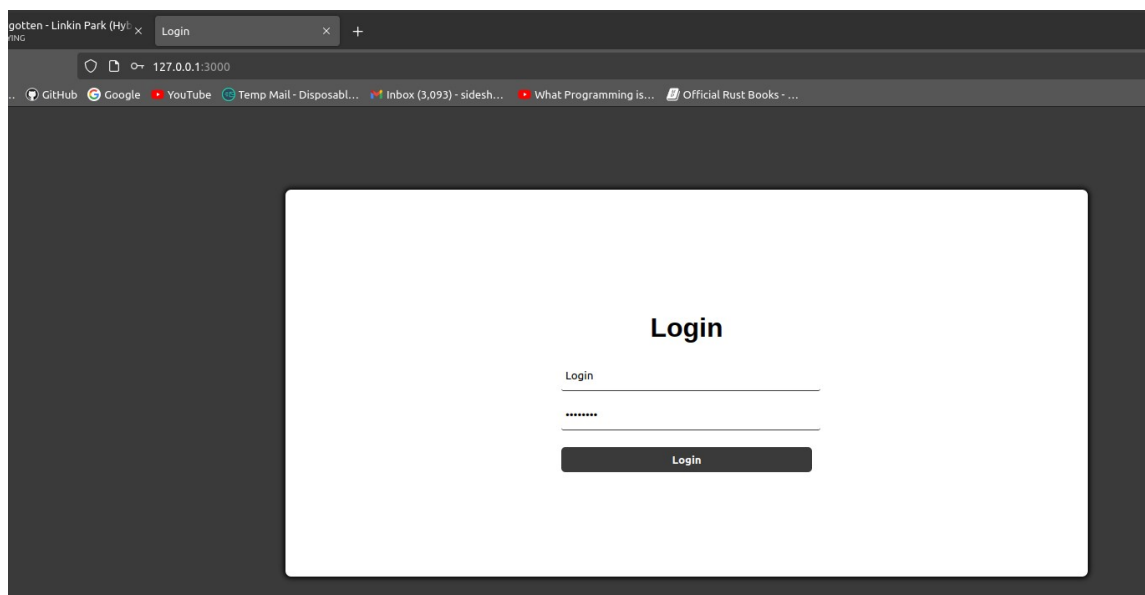 gotten - Linkin Park (Hyb
YING
Login
127.0.0.1:3000
.. GitHub Google YouTube Temp Mail - Disposabl... Inbox (3,093) - sidesh... What Programming is... Official Rust Books - ...
Login
Login
••••••••
Login